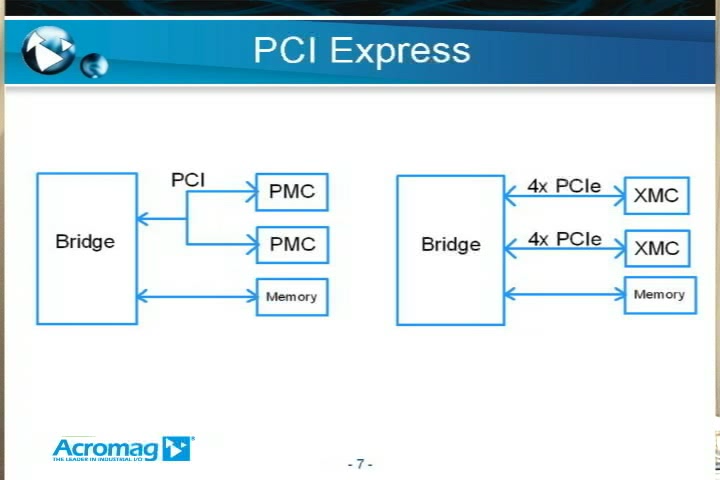 PCI Express
PCI
Bridge
PMC
PMC
Memory
4x PCIe
4x PCIe
Bridge
XMC
XMC
Memory
Acromag
THE LEADER IN INDUSTRIAL I/O
- 7 -